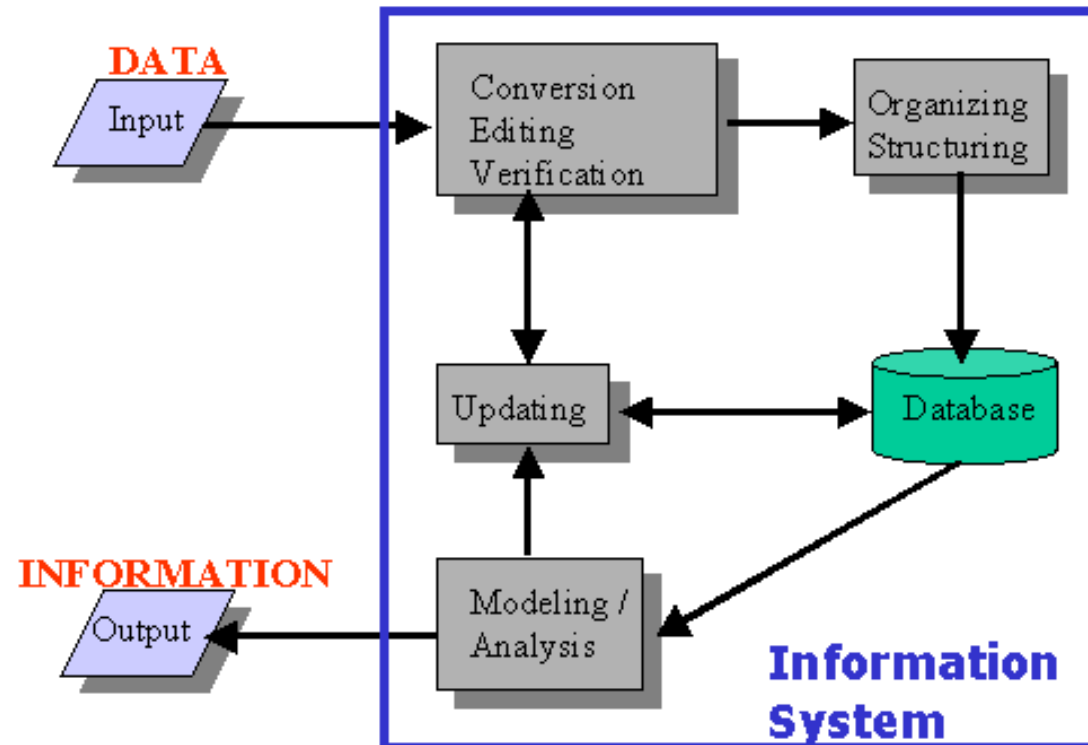 DATA
Input
Conversion
Editing
Verification
Organizing
Structuring
Updating
Database
INFORMATION
Output
Modeling /
Analysis
Information
System